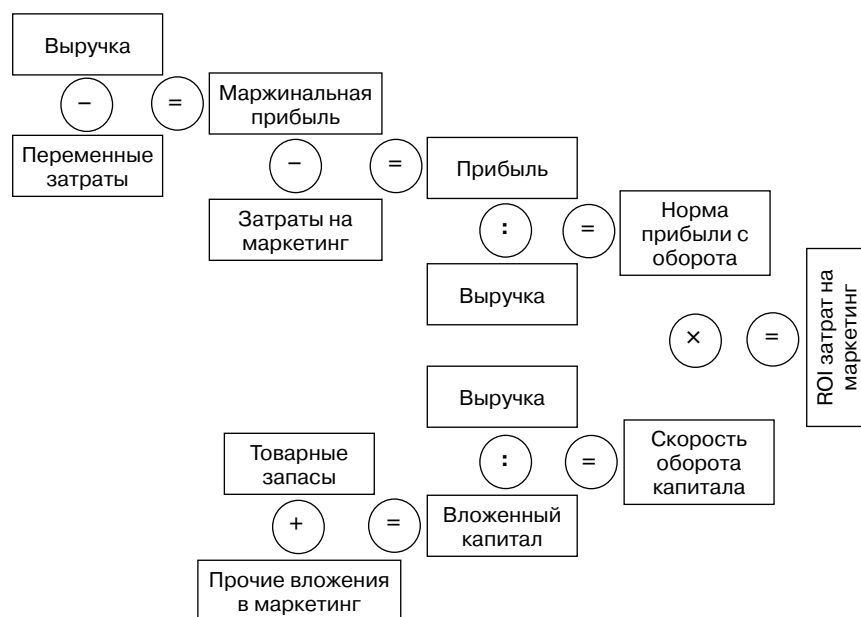 Выручка
−
=
Переменные
затраты
Маржинальная
прибыль
−
=
Затраты на
маркетинг
Прибыль
:
=
Выручка
Норма
прибыли с
оборота
×
=
ROI затрат на
маркетинг
Выручка
:
=
Скорость
оборота
капитала
Товарные
запасы
+
=
Вложенный
капитал
Прочие вложения
в маркетинг